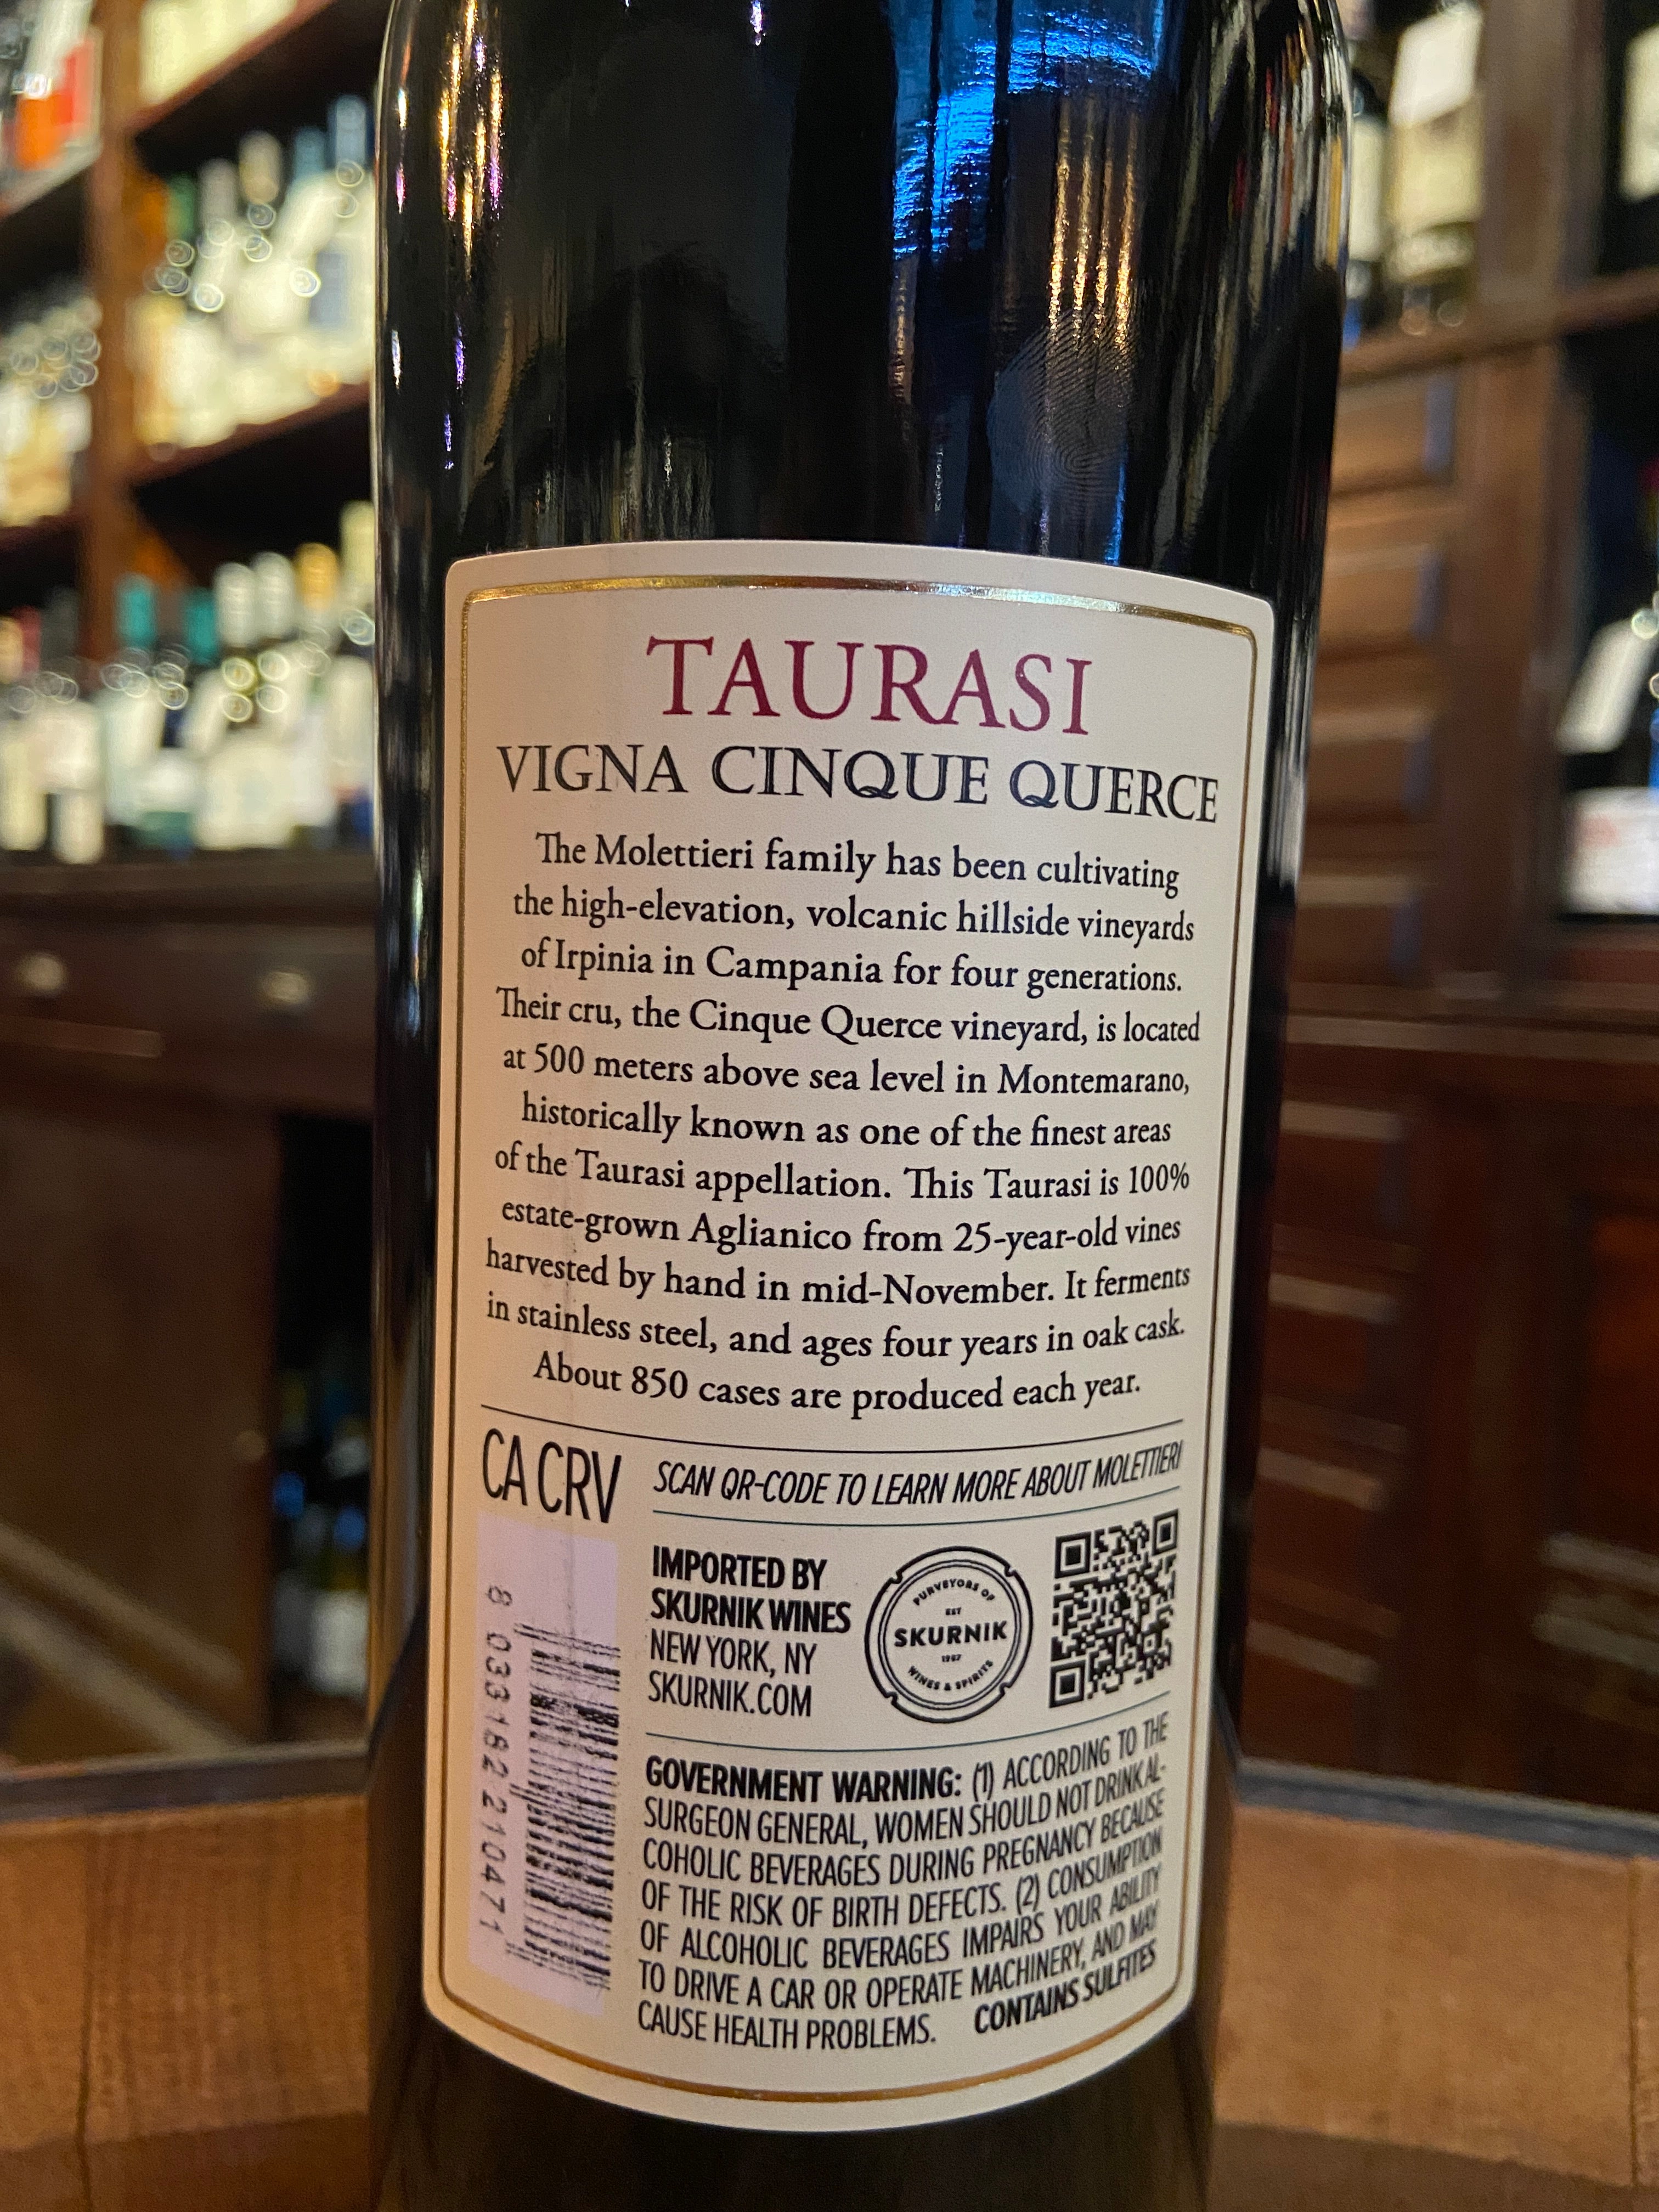 TAURASI
VIGNA CINQUE QUERCE
The Molettieri family has been cultivating
the high-elevation, volcanic hillside vineyards
of Irpinia in Campania for four generations.
Their cru, the Cinque Querce vineyard, is located
at 500 meters above sea level in Montemarano,
historically known as one of the finest areas
of the Taurasi appellation. This Taurasi is 100%
estate-grown Aglianico from 25-year-old vines
harvested by hand in mid-November. It ferments
in stainless steel, and ages four years in oak cask.
About 850 cases are produced each year.
CA CRV
SCAN QR-CODE TO LEARN MORE ABOUT MOLETTIERI
IMPORTED BY
SKURNIK WINES
NEW YORK, NY
SKURNIK.COM
PURVEYORS OF
EST
SKURNIK
1987
WINES & SPIRITS
8 033182 210471
GOVERNMENT WARNING: (1) ACCORDING TO THE
SURGEON GENERAL, WOMEN SHOULD NOT DRINK AL-
COHOLIC BEVERAGES DURING PREGNANCY BECAUSE
OF THE RISK OF BIRTH DEFECTS. (2) CONSUMPTION
OF ALCOHOLIC BEVERAGES IMPAIRS YOUR ABILITY
TO DRIVE A CAR OR OPERATE MACHINERY, AND MAY
CAUSE HEALTH PROBLEMS. CONTAINS SULFITES